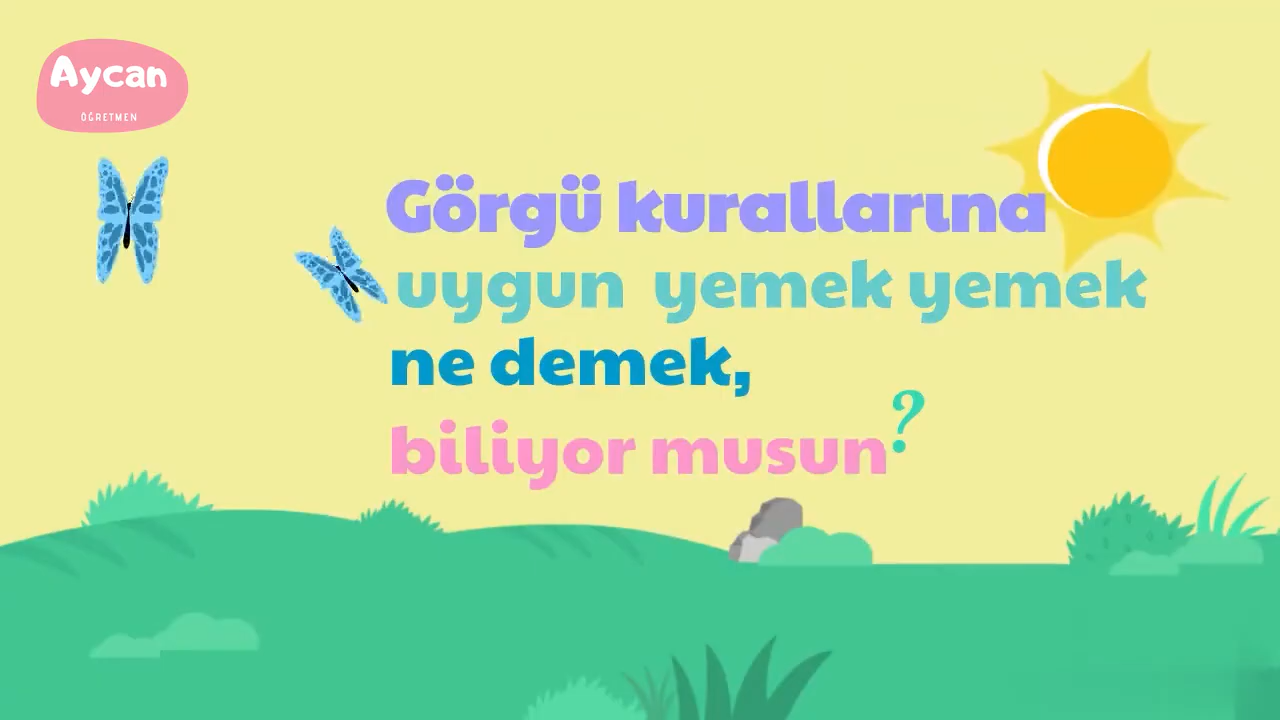 Aycan
ÖĞRETMEN
Görgü kurallarına
uygun yemek yemek
ne demek,
biliyor musun?